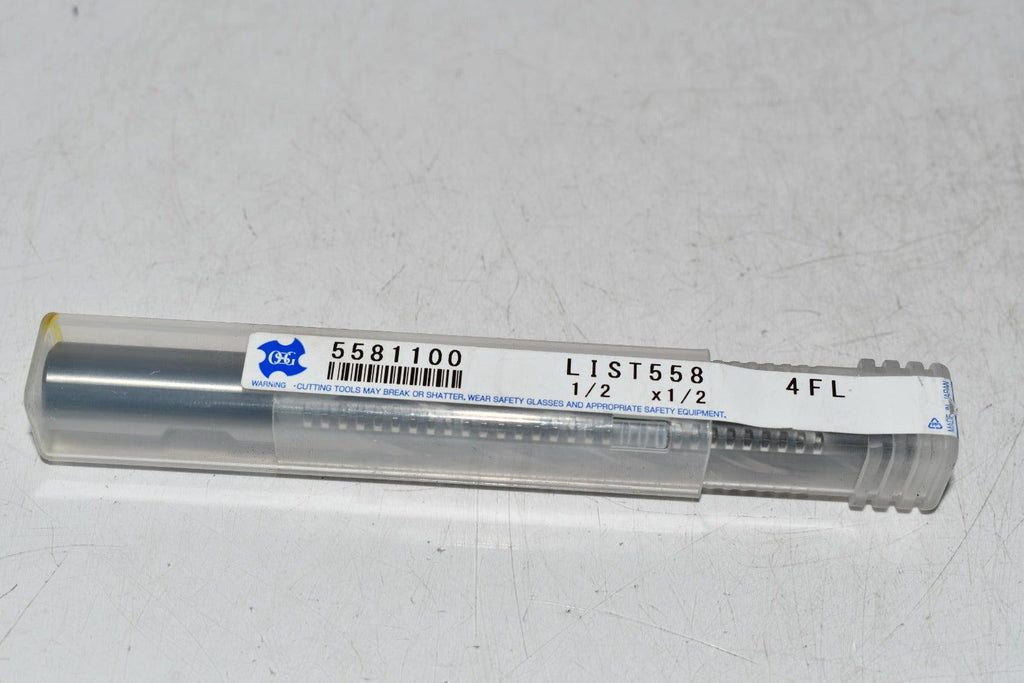 OSG
5581100
LIST558
4FL
1/2 x1/2
WARNING •CUTTING TOOLS MAY BREAK OR SHATTER. WEAR SAFETY GLASSES AND APPROPRIATE SAFETY EQUIPMENT.
MADE IN JAPAN